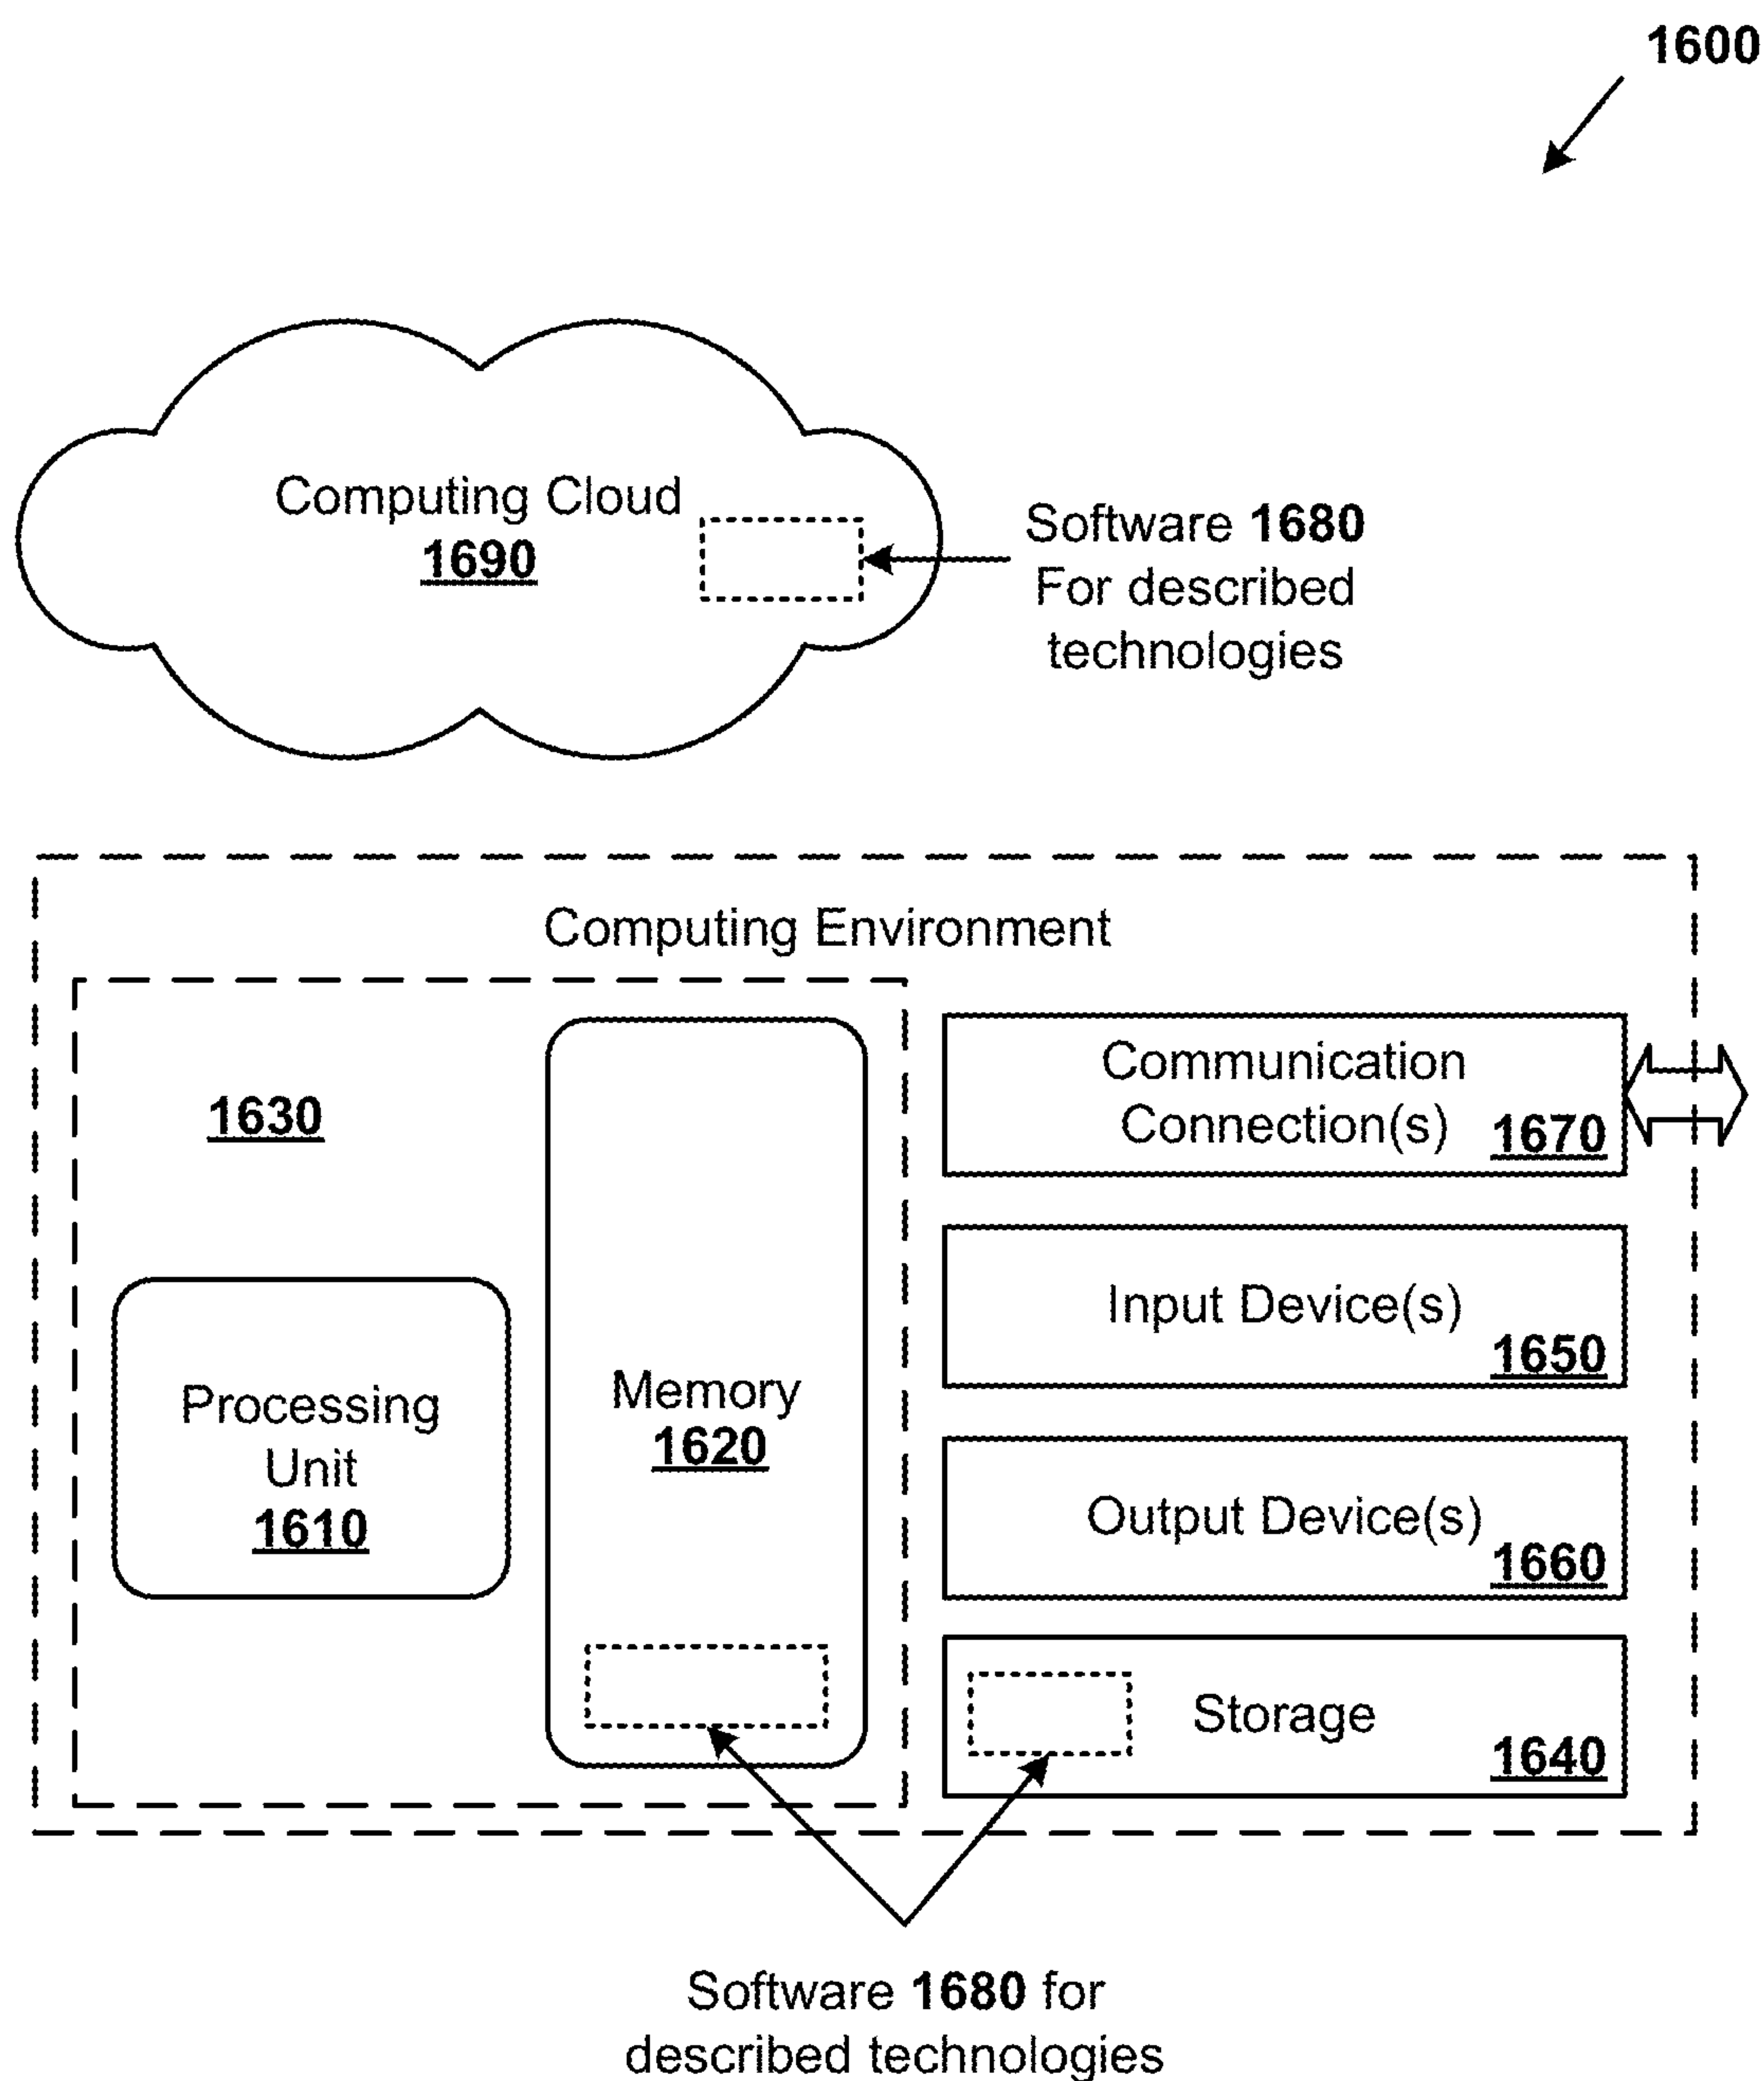 1600
Computing Cloud
1690
Software 1680
For described
technologies
Computing Environment
1630
Processing
Unit
1610
Memory
1620
Communication
Connection(s) 1670
Input Device(s)
1650
Output Device(s)
1660
Storage
1640
Software 1680 for
described technologies